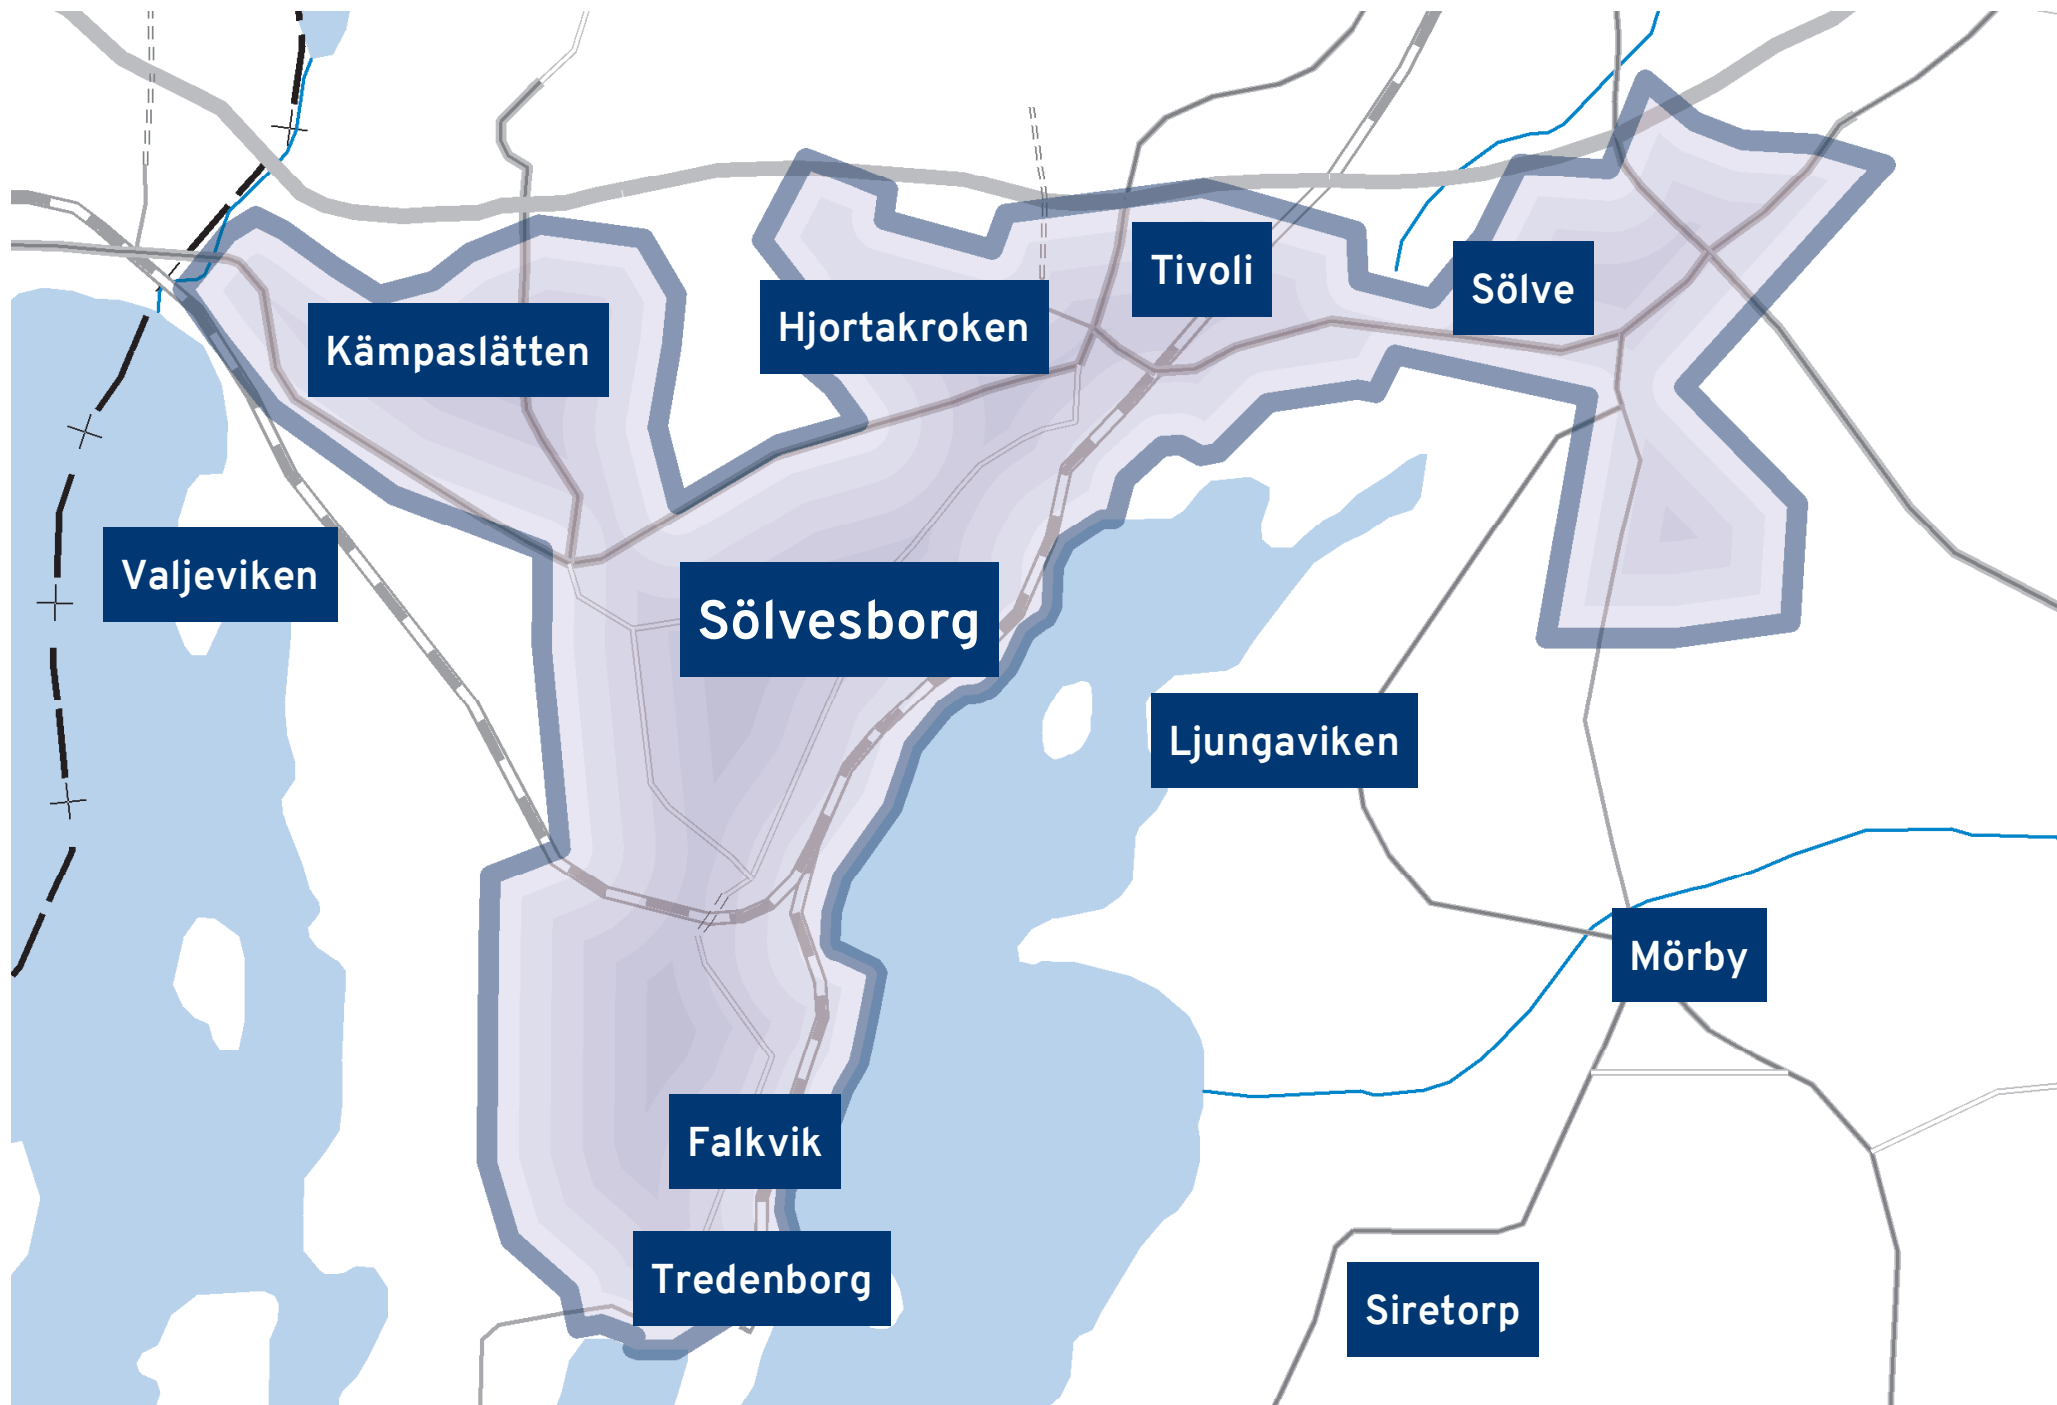 Tivoli
Sölve
Hjortakroken
Kämpaslätten
Valjeviken
Sölvesborg
Ljungaviken
Mörby
Falkvik
Tredenborg
Siretorp